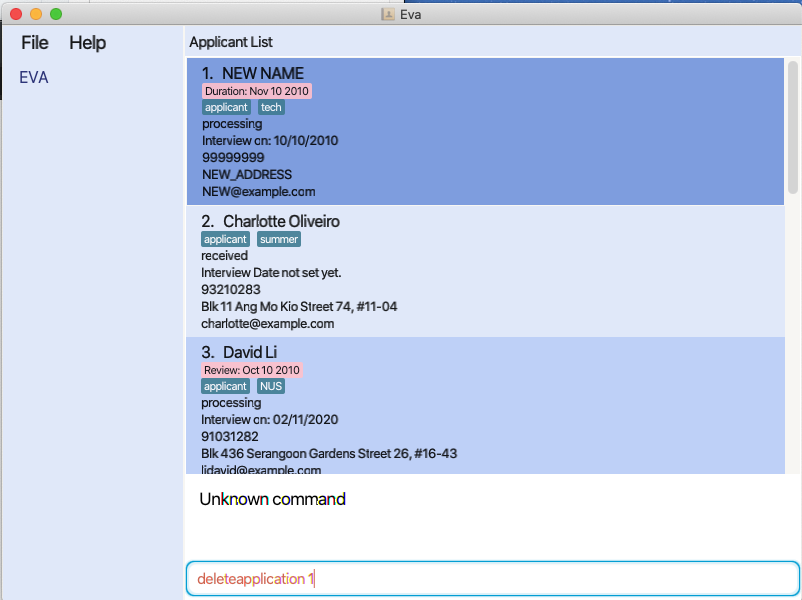 Eva
File Help
EVA
Applicant List
1. NEW NAME
Duration: Nov 10 2010
applicant tech
processing
Interview on: 10/10/2010
99999999
NEW_ADDRESS
NEW@example.com
2. Charlotte Oliveiro
applicant summer
received
Interview Date not set yet.
93210283
Blk 11 Ang Mo Kio Street 74, #11-04
charlotte@example.com
3. David Li
Review: Oct 10 2010
applicant NUS
processing
Interview on: 02/11/2020
91031282
Blk 436 Serangoon Gardens Street 26, #16-43
lidavid@example.com
Unknown command
deleteapplication 1